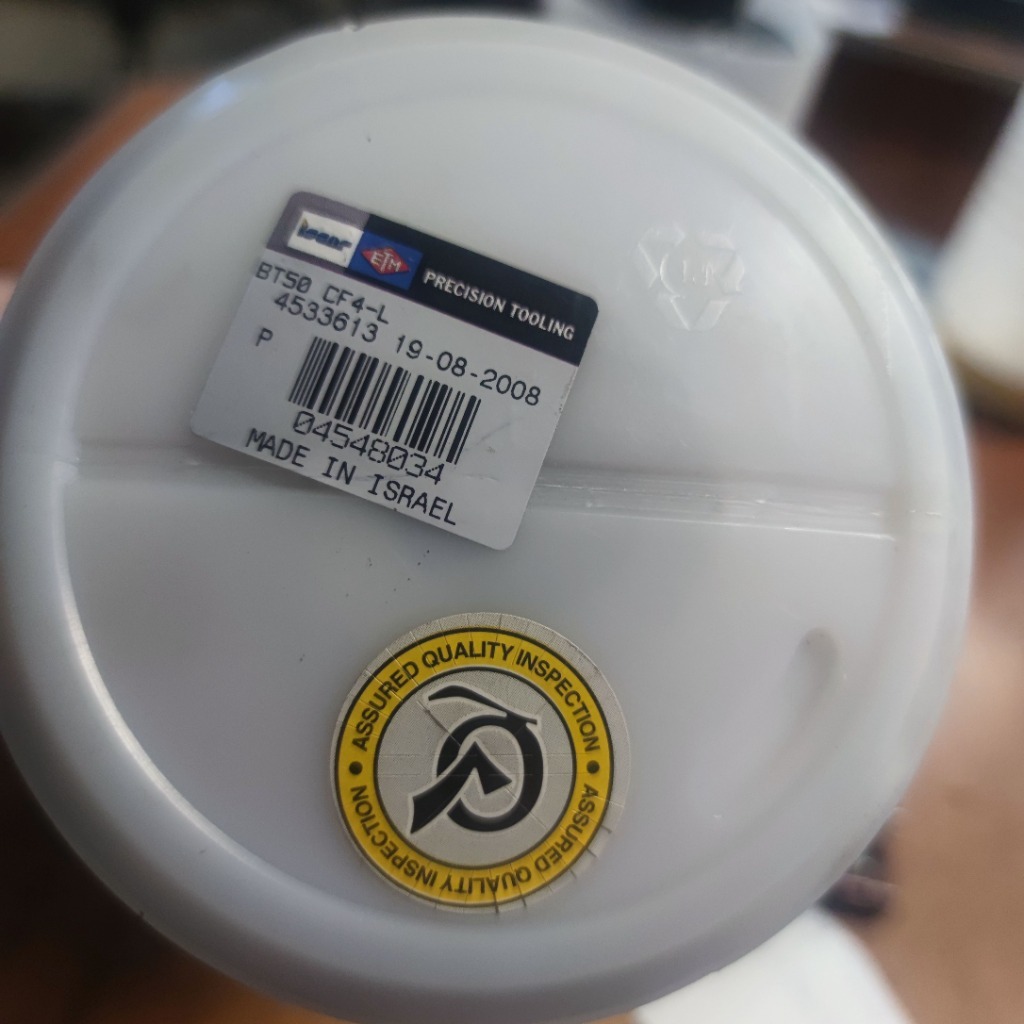 iscar
ETM
PRECISION TOOLING
BT50 CF4-L
4533613 19-08-2008
P
04548034
MADE IN ISRAEL
ASSURED QUALITY INSPECTION • ASSURED QUALITY INSPECTION •